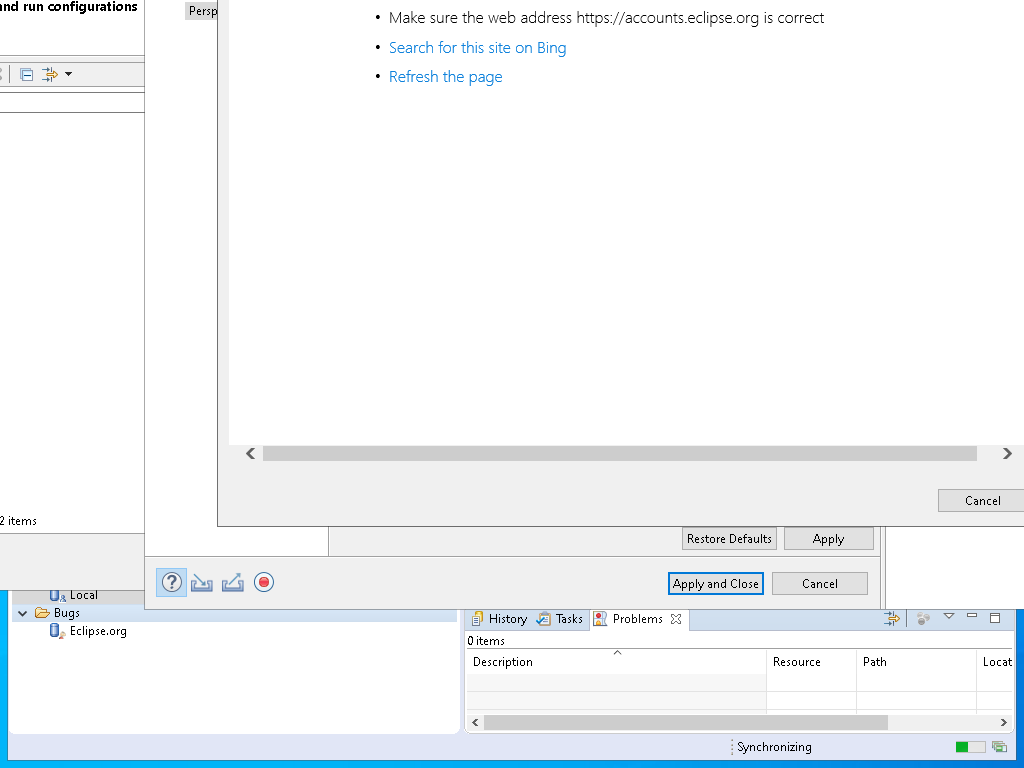 and run configurations
Persp
• Make sure the web address https://accounts.eclipse.org is correct
• Search for this site on Bing
• Refresh the page
Cancel
2 items
Restore Defaults
Apply
Apply and Close
Cancel
Local
Bugs
Eclipse.org
History
Tasks
Problems
0 items
Description
Resource
Path
Locat
Synchronizing